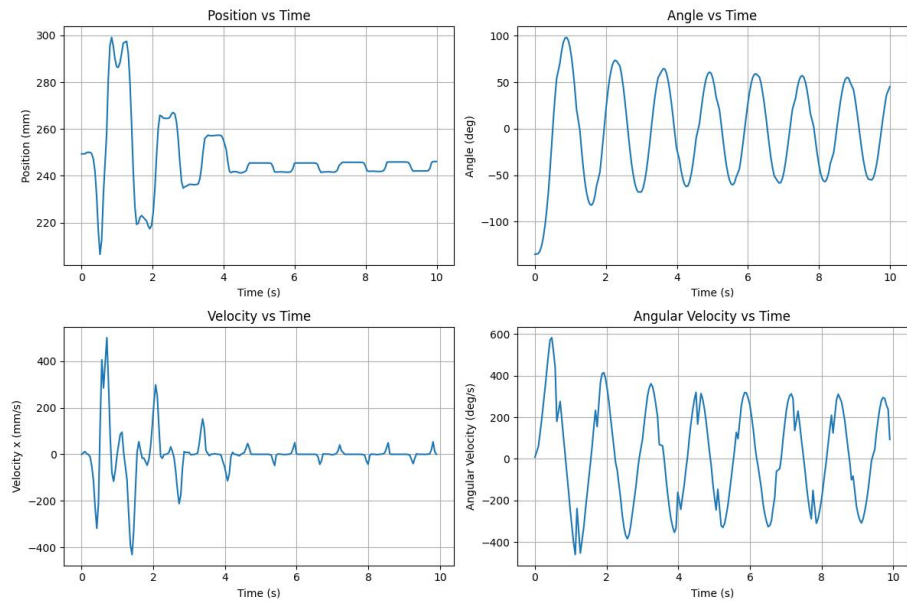 Position vs Time
Position (mm)
300
280
260
240
220
0 2 4 6 8 10
Time (s)
Angle vs Time
Angle (deg)
100
50
0
−50
−100
0 2 4 6 8 10
Time (s)
Velocity vs Time
Velocity x (mm/s)
400
200
0
−200
−400
0 2 4 6 8 10
Time (s)
Angular Velocity vs Time
Angular Velocity (deg/s)
600
400
200
0
−200
−400
0 2 4 6 8 10
Time (s)